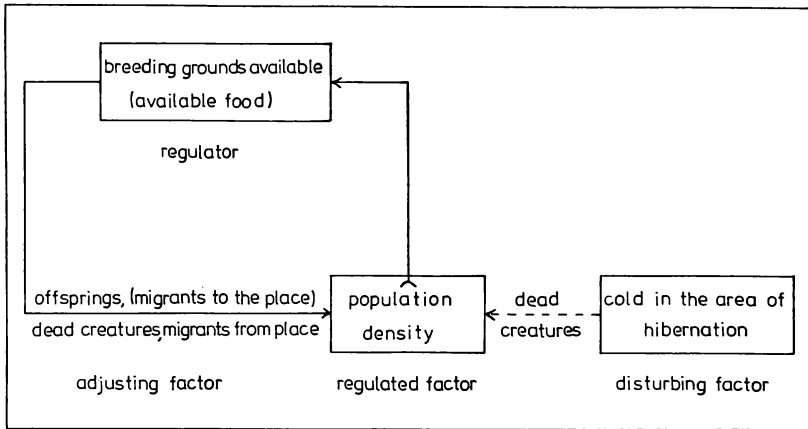 breeding grounds available
(available food)
regulator
offsprings, (migrants to the place)
dead creatures, migrants from place
adjusting factor
population
density
regulated factor
dead
creatures
cold in the area of
hibernation
disturbing factor